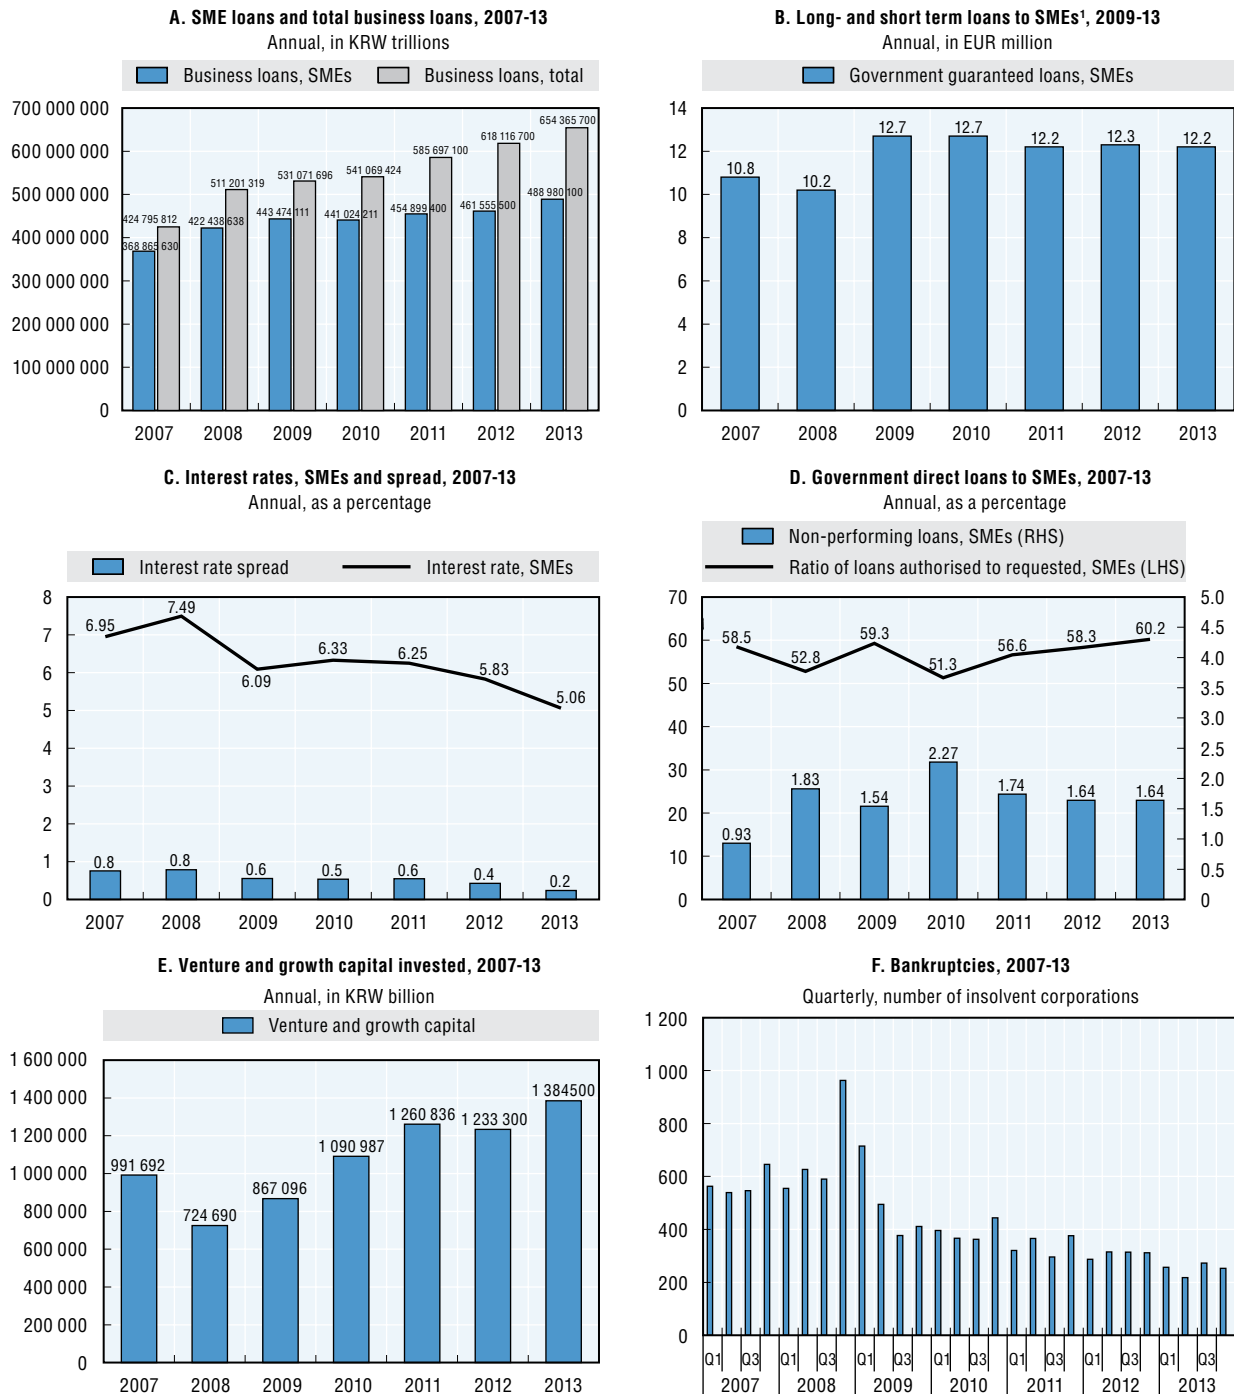 A. SME loans and total business loans, 2007-13
Annual, in KRW trillions
Business loans, SMEs Business loans, total
700 000 000
600 000 000
500 000 000
400 000 000
300 000 000
200 000 000
100 000 000
0
368 865 630
424 795 812
422 438 638
511 201 319
443 474 111
531 071 696
441 024 211
541 069 424
454 899 400
585 697 100
461 555 500
618 116 700
488 980 100
654 365 700
2007 2008 2009 2010 2011 2012 2013
B. Long- and short term loans to SMEs¹, 2009-13
Annual, in EUR million
Government guaranteed loans, SMEs
14
12
10
8
6
4
2
0
10.8 10.2 12.7 12.7 12.2 12.3 12.2
2007 2008 2009 2010 2011 2012 2013
C. Interest rates, SMEs and spread, 2007-13
Annual, as a percentage
Interest rate spread Interest rate, SMEs
8
7
6
5
4
3
2
1
0
6.95 7.49 6.09 6.33 6.25 5.83 5.06
0.8 0.8 0.6 0.5 0.6 0.4 0.2
2007 2008 2009 2010 2011 2012 2013
D. Government direct loans to SMEs, 2007-13
Annual, as a percentage
Non-performing loans, SMEs (RHS)
Ratio of loans authorised to requested, SMEs (LHS)
70
60
50
40
30
20
10
0
5.0
4.5
4.0
3.5
3.0
2.5
2.0
1.5
1.0
0.5
0
58.5 52.8 59.3 51.3 56.6 58.3 60.2
0.93 1.83 1.54 2.27 1.74 1.64 1.64
2007 2008 2009 2010 2011 2012 2013
E. Venture and growth capital invested, 2007-13
Annual, in KRW billion
Venture and growth capital
1 600 000
1 400 000
1 200 000
1 000 000
800 000
600 000
400 000
200 000
0
991 692
724 690
867 096
1 090 987
1 260 836
1 233 300
1 384500
2007 2008 2009 2010 2011 2012 2013
F. Bankruptcies, 2007-13
Quarterly, number of insolvent corporations
1 200
1 000
800
600
400
200
0
Q1 Q3 Q1 Q3 Q1 Q3 Q1 Q3 Q1 Q3 Q1 Q3 Q1 Q3
2007 2008 2009 2010 2011 2012 2013